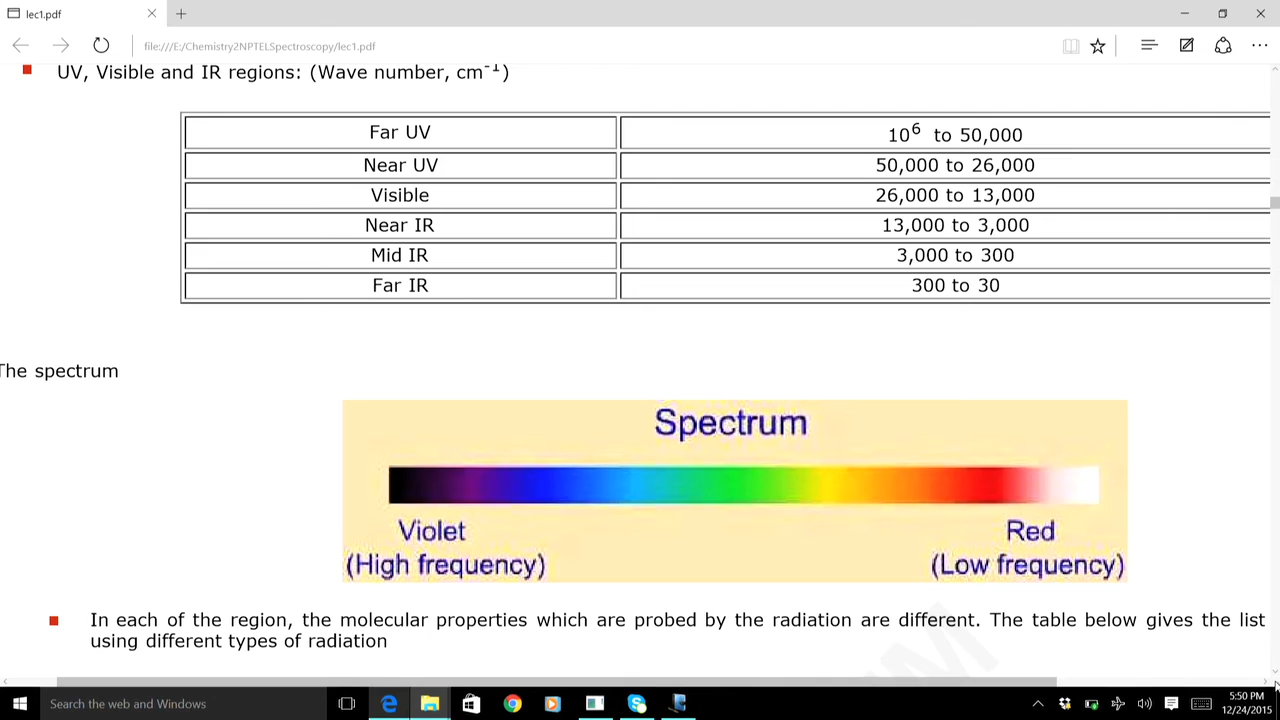 lec1.pdf
file:///E:/Chemistry2NPTELSpectroscopy/lec1.pdf
UV, Visible and IR regions: (Wave number, cm⁻¹)
Far UV 10⁶ to 50,000
Near UV 50,000 to 26,000
Visible 26,000 to 13,000
Near IR 13,000 to 3,000
Mid IR 3,000 to 300
Far IR 300 to 30
The spectrum
Spectrum
Violet Red
(High frequency) (Low frequency)
In each of the region, the molecular properties which are probed by the radiation are different. The table below gives the list
using different types of radiation
Search the web and Windows
5:50 PM
12/24/2015